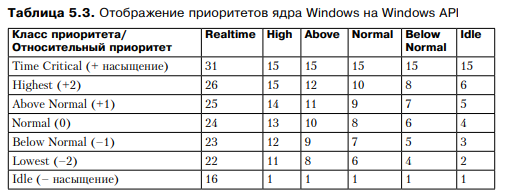 Таблица 5.3. Отображение приоритетов ядра Windows на Windows API
Класс приоритета/ Относительный приоритет Realtime High Above Normal Below Normal Idle
Time Critical (+ насыщение) 31 15 15 15 15 15
Highest (+2) 26 15 12 10 8 6
Above Normal (+1) 25 14 11 9 7 5
Normal (0) 24 13 10 8 6 4
Below Normal (−1) 23 12 9 7 5 3
Lowest (−2) 22 11 8 6 4 2
Idle (− насыщение) 16 1 1 1 1 1